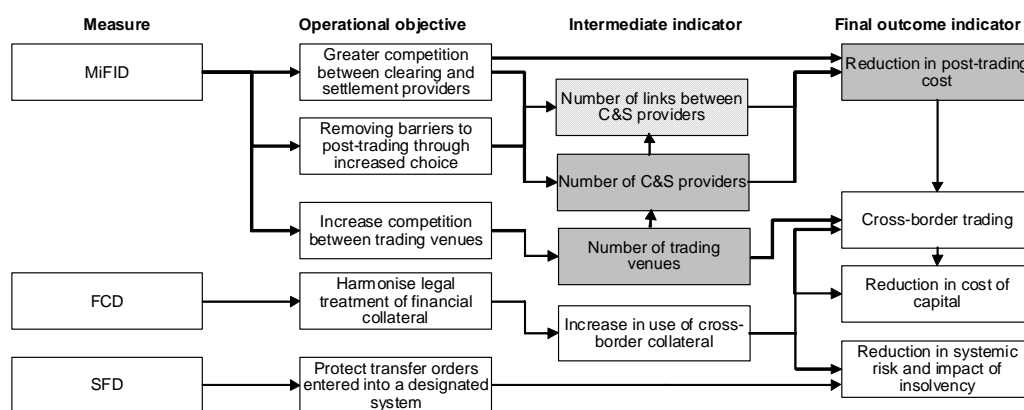 Measure
Operational objective
Intermediate indicator
Final outcome indicator
MiFID
Greater competition
between clearing and
settlement providers
Removing barriers to
post-trading through
increased choice
Increase competition
between trading venues
FCD
Harmonise legal
treatment of financial
collateral
SFD
Protect transfer orders
entered into a designated
system
Number of links between
C&S providers
Number of C&S providers
Number of trading
venues
Increase in use of cross-
border collateral
Reduction in post-trading
cost
Cross-border trading
Reduction in cost of
capital
Reduction in systemic
risk and impact of
insolvency